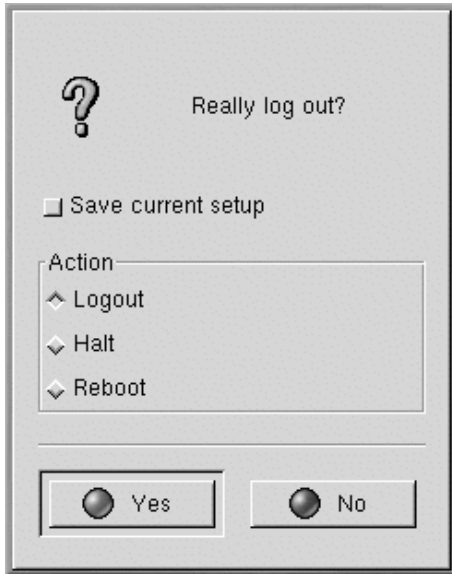 Really log out?
Save current setup
Action
Logout
Halt
Reboot
Yes No